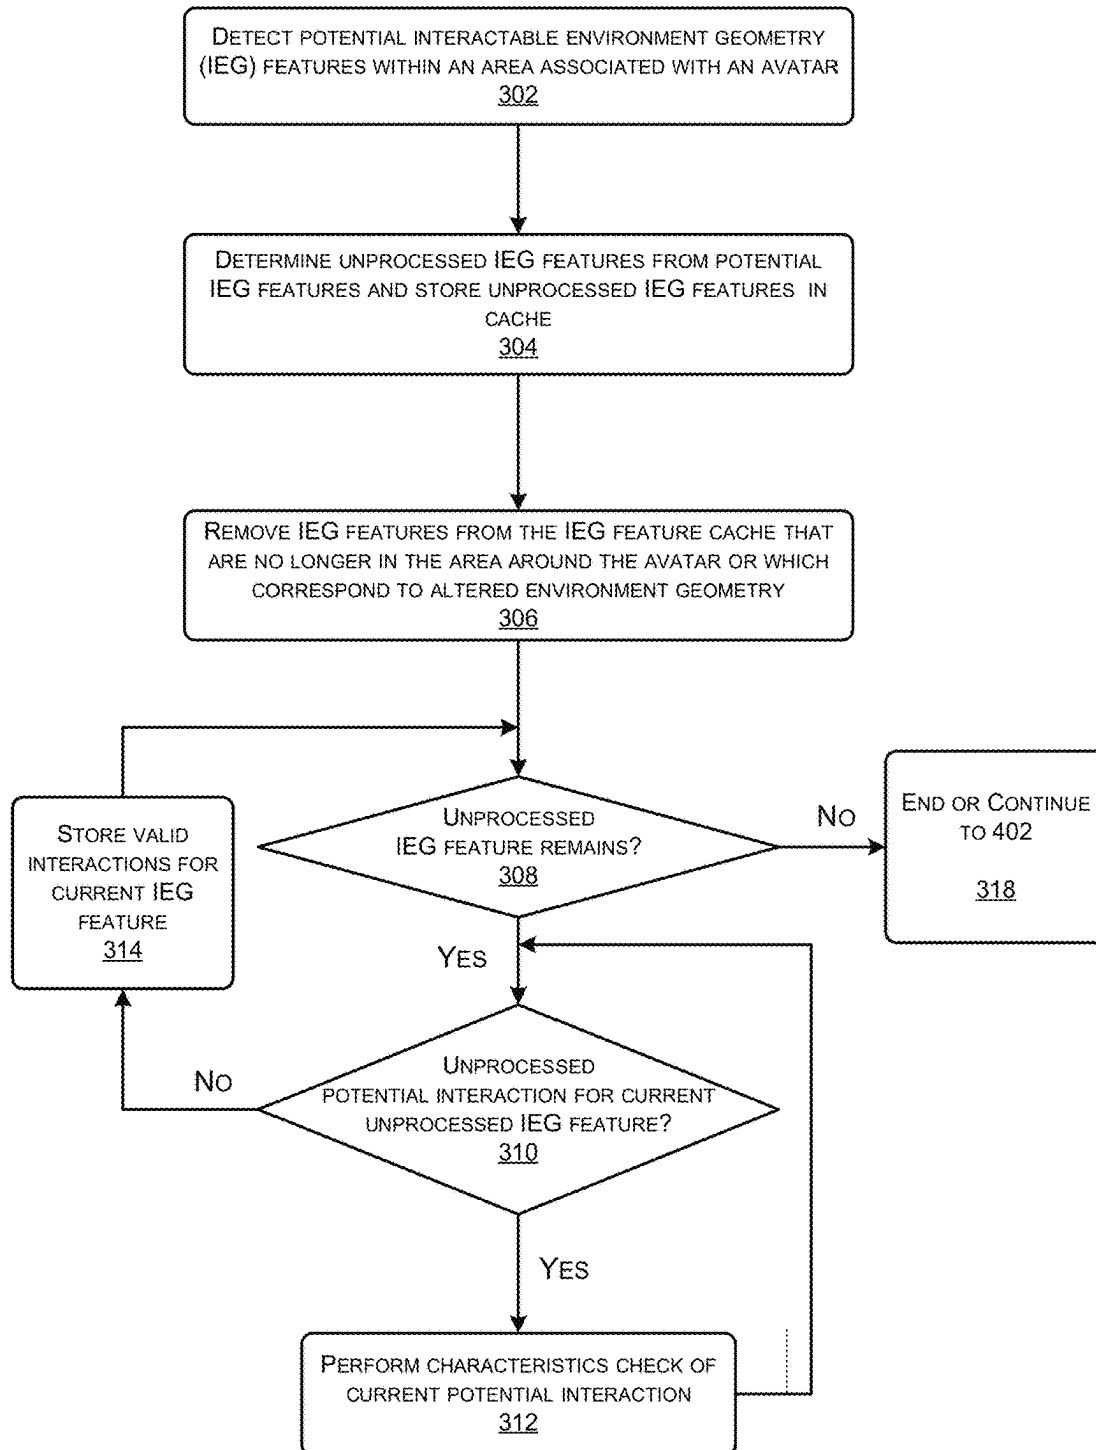 DETECT POTENTIAL INTERACTABLE ENVIRONMENT GEOMETRY
(IEG) FEATURES WITHIN AN AREA ASSOCIATED WITH AN AVATAR
302
DETERMINE UNPROCESSED IEG FEATURES FROM POTENTIAL
IEG FEATURES AND STORE UNPROCESSED IEG FEATURES IN
CACHE
304
REMOVE IEG FEATURES FROM THE IEG FEATURE CACHE THAT
ARE NO LONGER IN THE AREA AROUND THE AVATAR OR WHICH
CORRESPOND TO ALTERED ENVIRONMENT GEOMETRY
306
UNPROCESSED
IEG FEATURE REMAINS?
308
NO
END OR CONTINUE
TO 402
318
STORE VALID
INTERACTIONS FOR
CURRENT IEG
FEATURE
314
YES
UNPROCESSED
POTENTIAL INTERACTION FOR CURRENT
UNPROCESSED IEG FEATURE?
310
NO
YES
PERFORM CHARACTERISTICS CHECK OF
CURRENT POTENTIAL INTERACTION
312